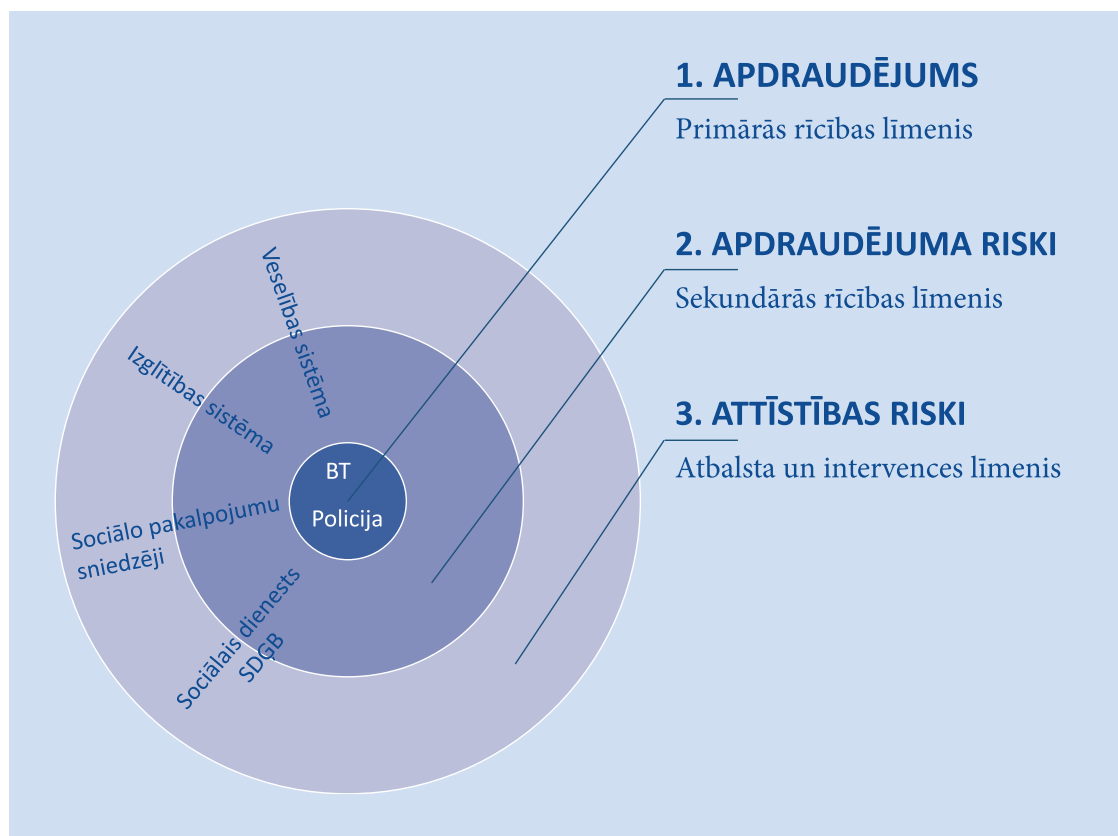 1. APDRAUDĒJUMS
Primārās rīcības līmenis
2. APDRAUDĒJUMA RISKI
Sekundārās rīcības līmenis
3. ATTĪSTĪBAS RISKI
Atbalsta un intervences līmenis
Veselības sistēma
Izglītības sistēma
Sociālo pakalpojumu
sniedzēji
Sociālais dienests
SDĢB
BT
Policija